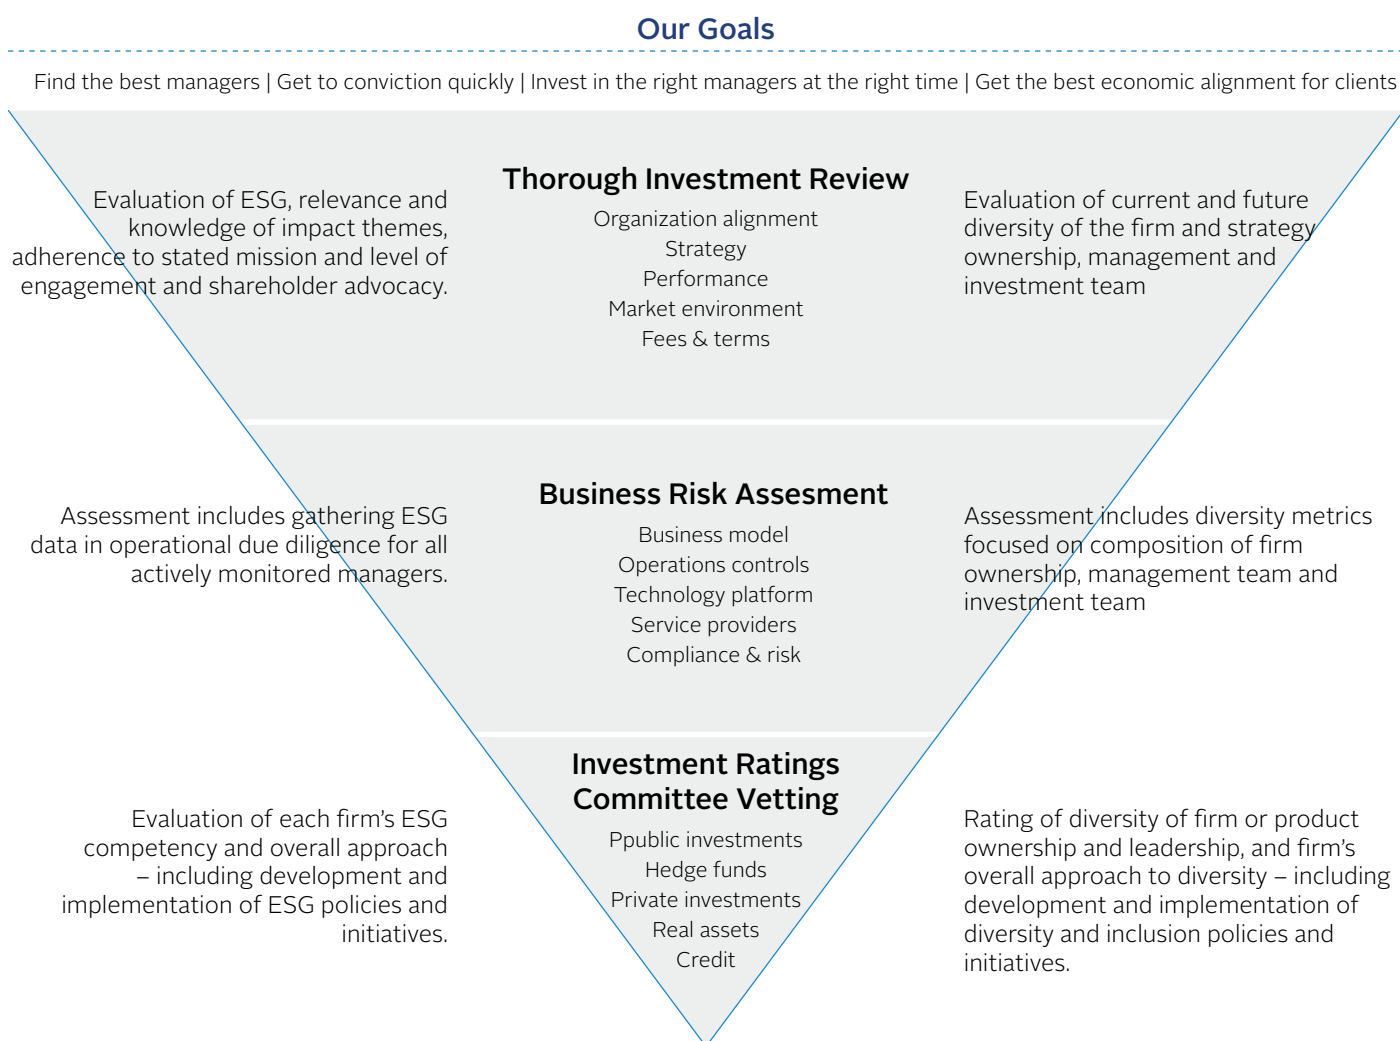 Our Goals
Find the best managers | Get to conviction quickly | Invest in the right managers at the right time | Get the best economic alignment for clients
Evaluation of ESG, relevance and
knowledge of impact themes,
adherence to stated mission and level of
engagement and shareholder advocacy.
Thorough Investment Review
Organization alignment
Strategy
Performance
Market environment
Fees & terms
Evaluation of current and future
diversity of the firm and strategy
ownership, management and
investment team
Assessment includes gathering ESG
data in operational due diligence for all
actively monitored managers.
Business Risk Assesment
Business model
Operations controls
Technology platform
Service providers
Compliance & risk
Assessment includes diversity metrics
focused on composition of firm
ownership, management team and
investment team
Evaluation of each firm’s ESG
competency and overall approach
– including development and
implementation of ESG policies and
initiatives.
Investment Ratings
Committee Vetting
Ppublic investments
Hedge funds
Private investments
Real assets
Credit
Rating of diversity of firm or product
ownership and leadership, and firm’s
overall approach to diversity – including
development and implementation of
diversity and inclusion policies and
initiatives.